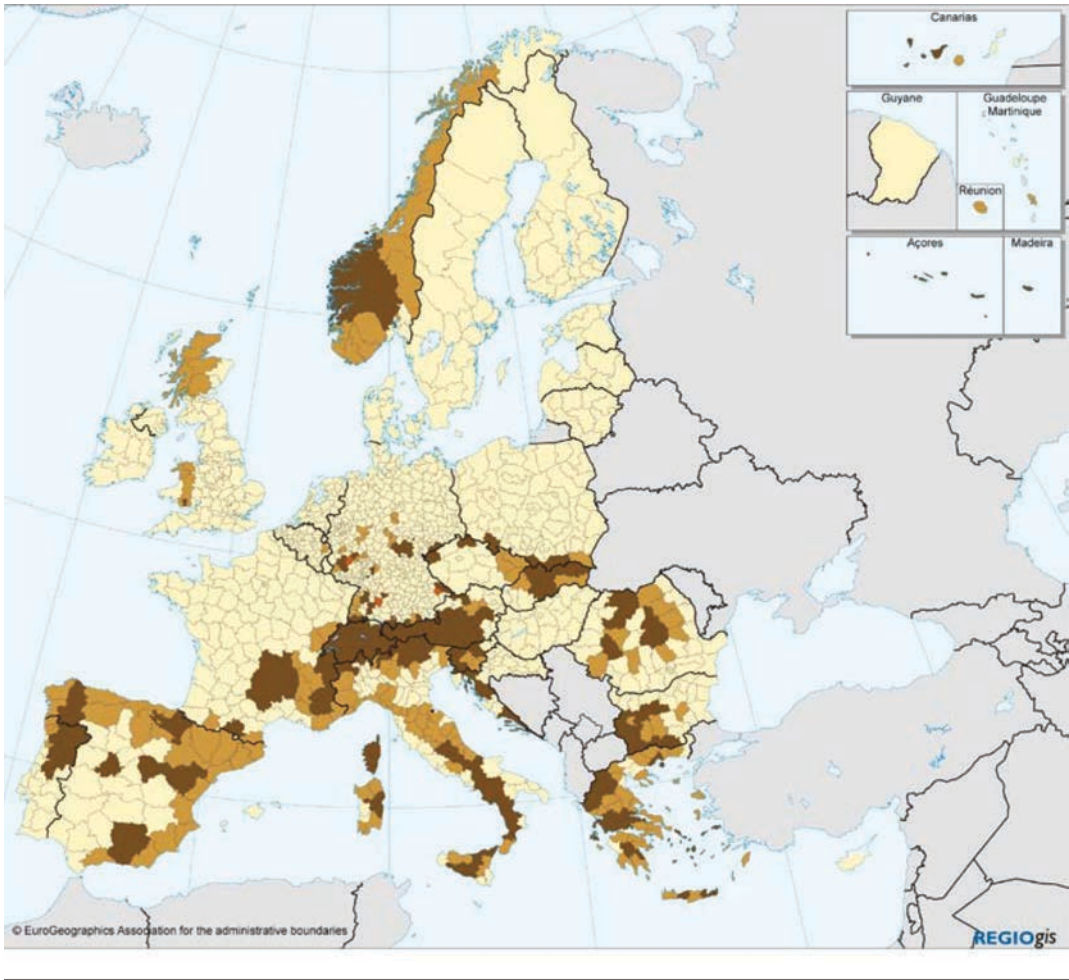 Canarias
Guyane
Guadeloupe
Martinique
Réunion
Açores
Madeira
© EuroGeographics Association for the administrative boundaries
REGIOgis